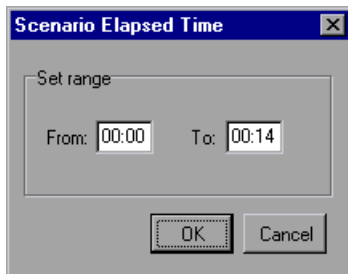 Scenario Elapsed Time
Set range
From: 00:00 To: 00:14
OK Cancel